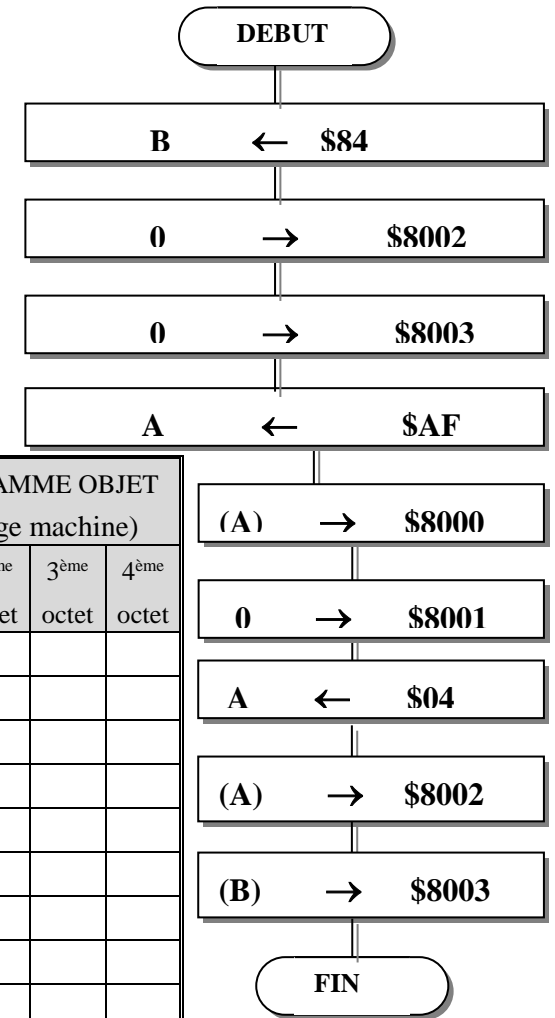 DEBUT
B ← $84
0 → $8002
0 → $8003
A ← $AF
AMME OBJET
ge machine)
3ème
4ème
octet
octet
(A) → $8000
0 → $8001
A ← $04
(A) → $8002
(B) → $8003
FIN